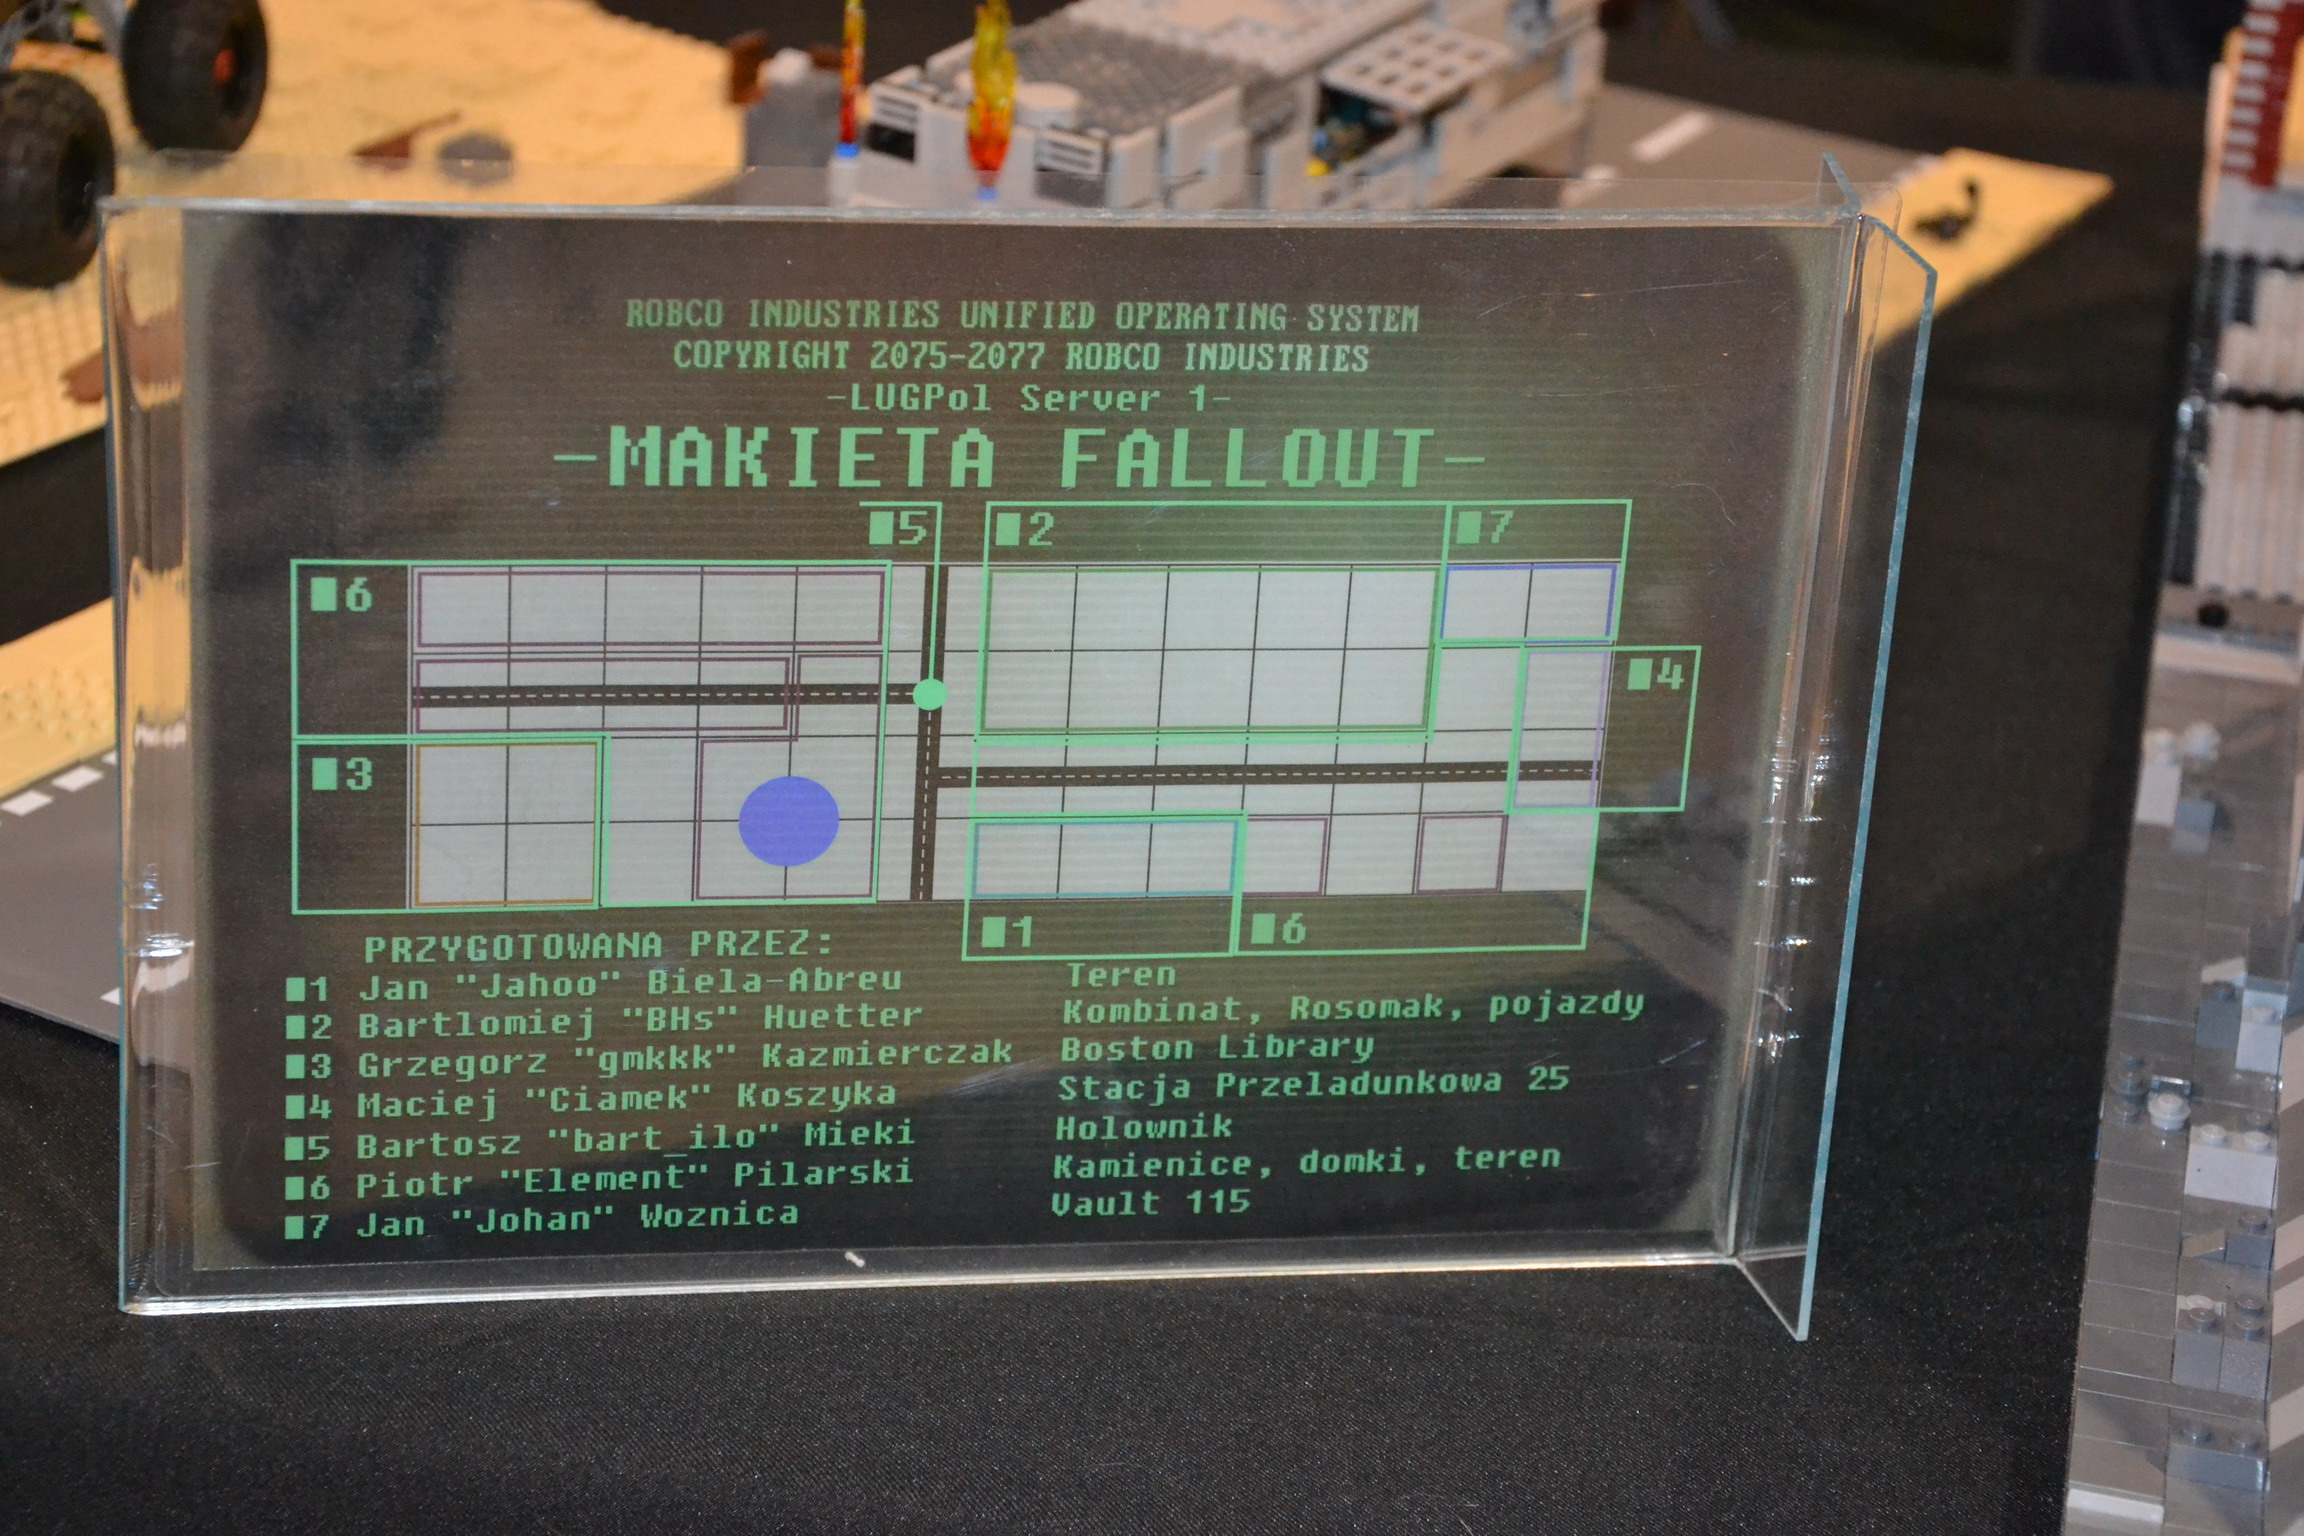 ROBCO INDUSTRIES UNIFIED OPERATING SYSTEM
COPYRIGHT 2075-2077 ROBCO INDUSTRIES
-LUGPol Server 1-
-MAKIETA FALLOUT-
■5 ■2 ■7
■6
■4
■3
■1 ■6
PRZYGOTOWANA PRZEZ:
■1 Jan "Jahoo" Biela-Abreu Teren
■2 Bartlomiej "BHs" Huetter Kombinat, Rosomak, pojazdy
■3 Grzegorz "gmkkk" Kazmierczak Boston Library
■4 Maciej "Ciamek" Koszyka Stacja Przeladunkowa 25
■5 Bartosz "bart_ilo" Mieki Holownik
■6 Piotr "Element" Pilarski Kamienice, domki, teren
■7 Jan "Johan" Woznica Vault 115